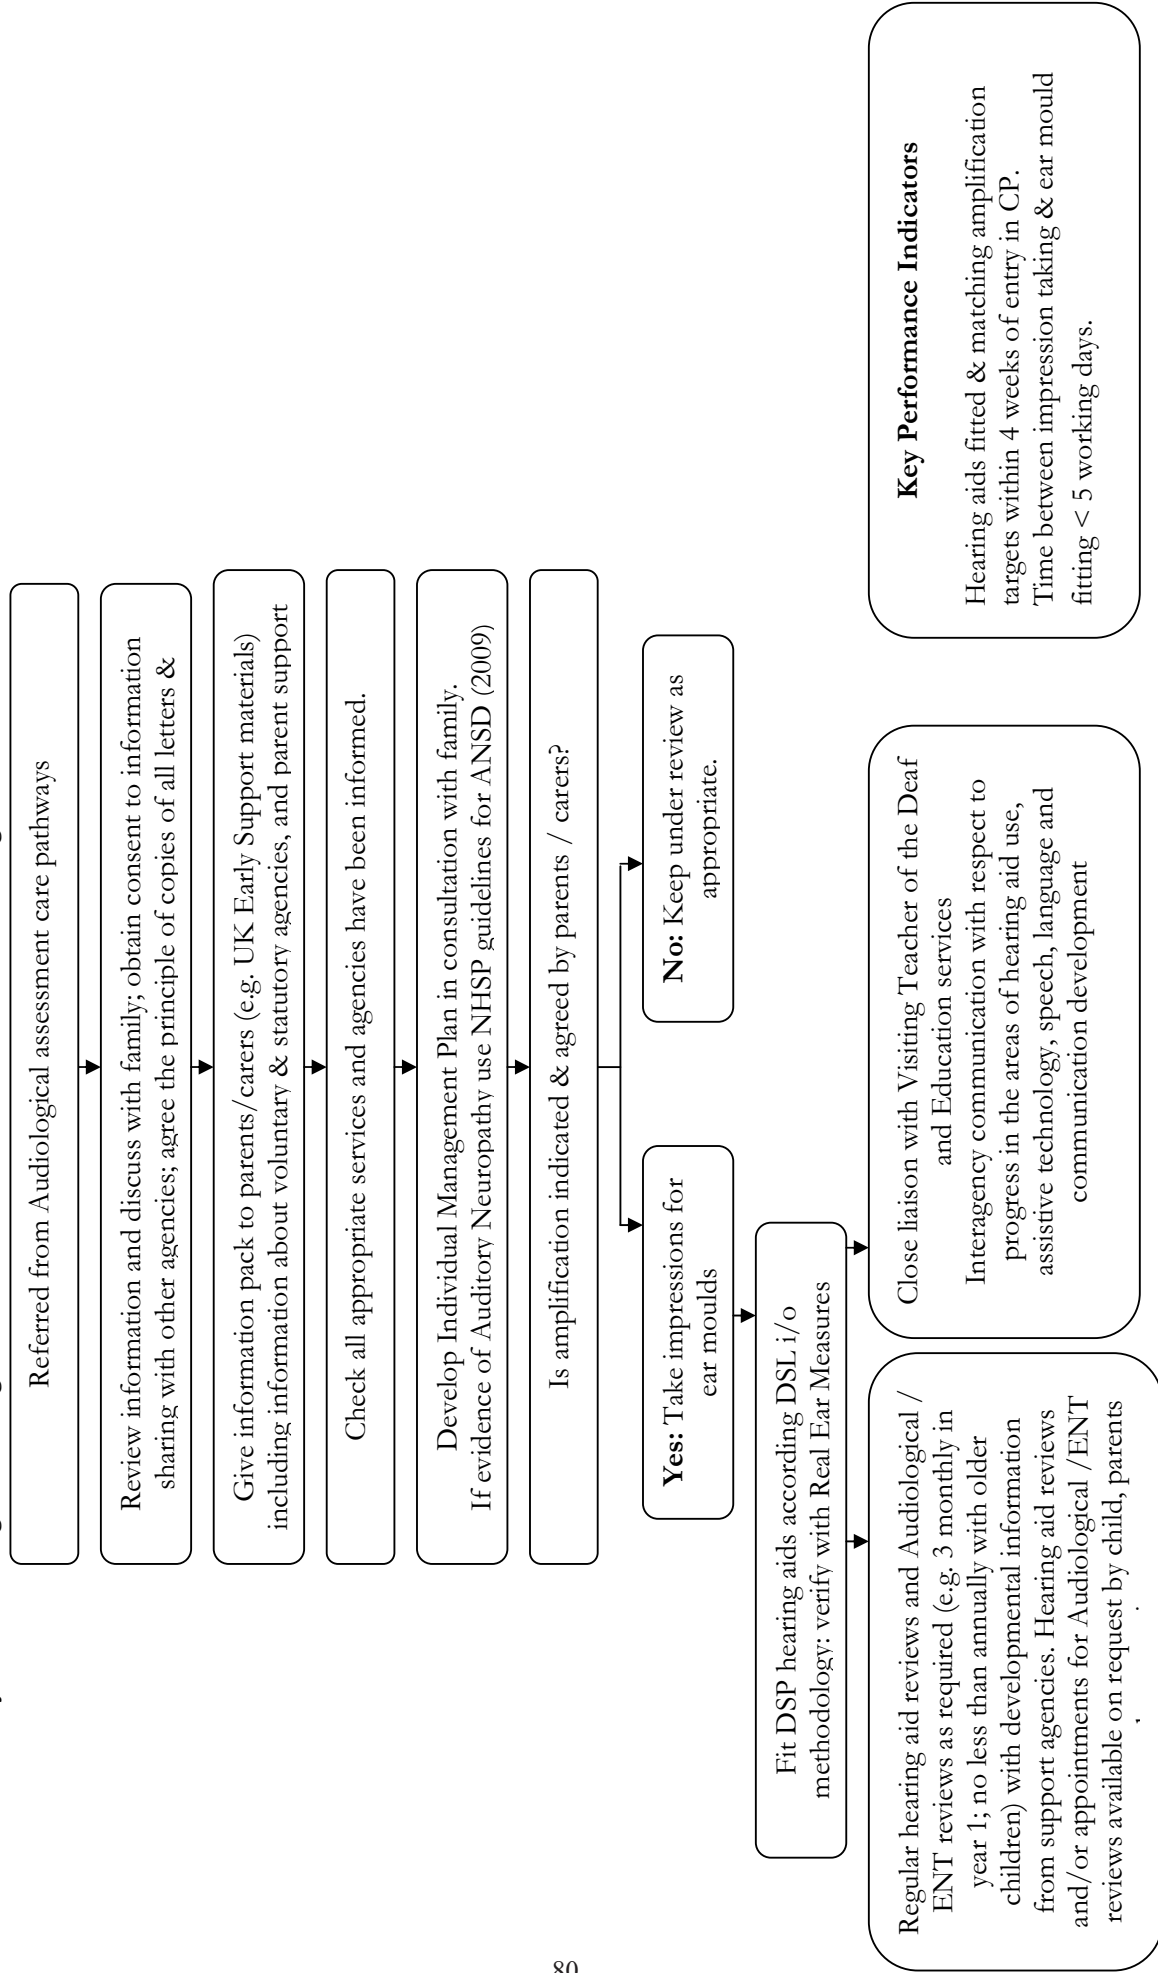 Referred from Audiological assessment care pathways
Review information and discuss with family; obtain consent to information
sharing with other agencies; agree the principle of copies of all letters &
Give information pack to parents/carers (e.g. UK Early Support materials)
including information about voluntary & statutory agencies, and parent support
Check all appropriate services and agencies have been informed.
Develop Individual Management Plan in consultation with family.
If evidence of Auditory Neuropathy use NHSP guidelines for ANSD (2009)
Is amplification indicated & agreed by parents / carers?
Yes: Take impressions for
ear moulds
No: Keep under review as
appropriate.
Fit DSP hearing aids according DSL i/o
methodology: verify with Real Ear Measures
Regular hearing aid reviews and Audiological /
ENT reviews as required (e.g. 3 monthly in
year 1; no less than annually with older
children) with developmental information
from support agencies. Hearing aid reviews
and/or appointments for Audiological /ENT
reviews available on request by child, parents
Close liaison with Visiting Teacher of the Deaf
and Education services
Interagency communication with respect to
progress in the areas of hearing aid use,
assistive technology, speech, language and
communication development
Key Performance Indicators
Hearing aids fitted & matching amplification
targets within 4 weeks of entry in CP.
Time between impression taking & ear mould
fitting < 5 working days.
80